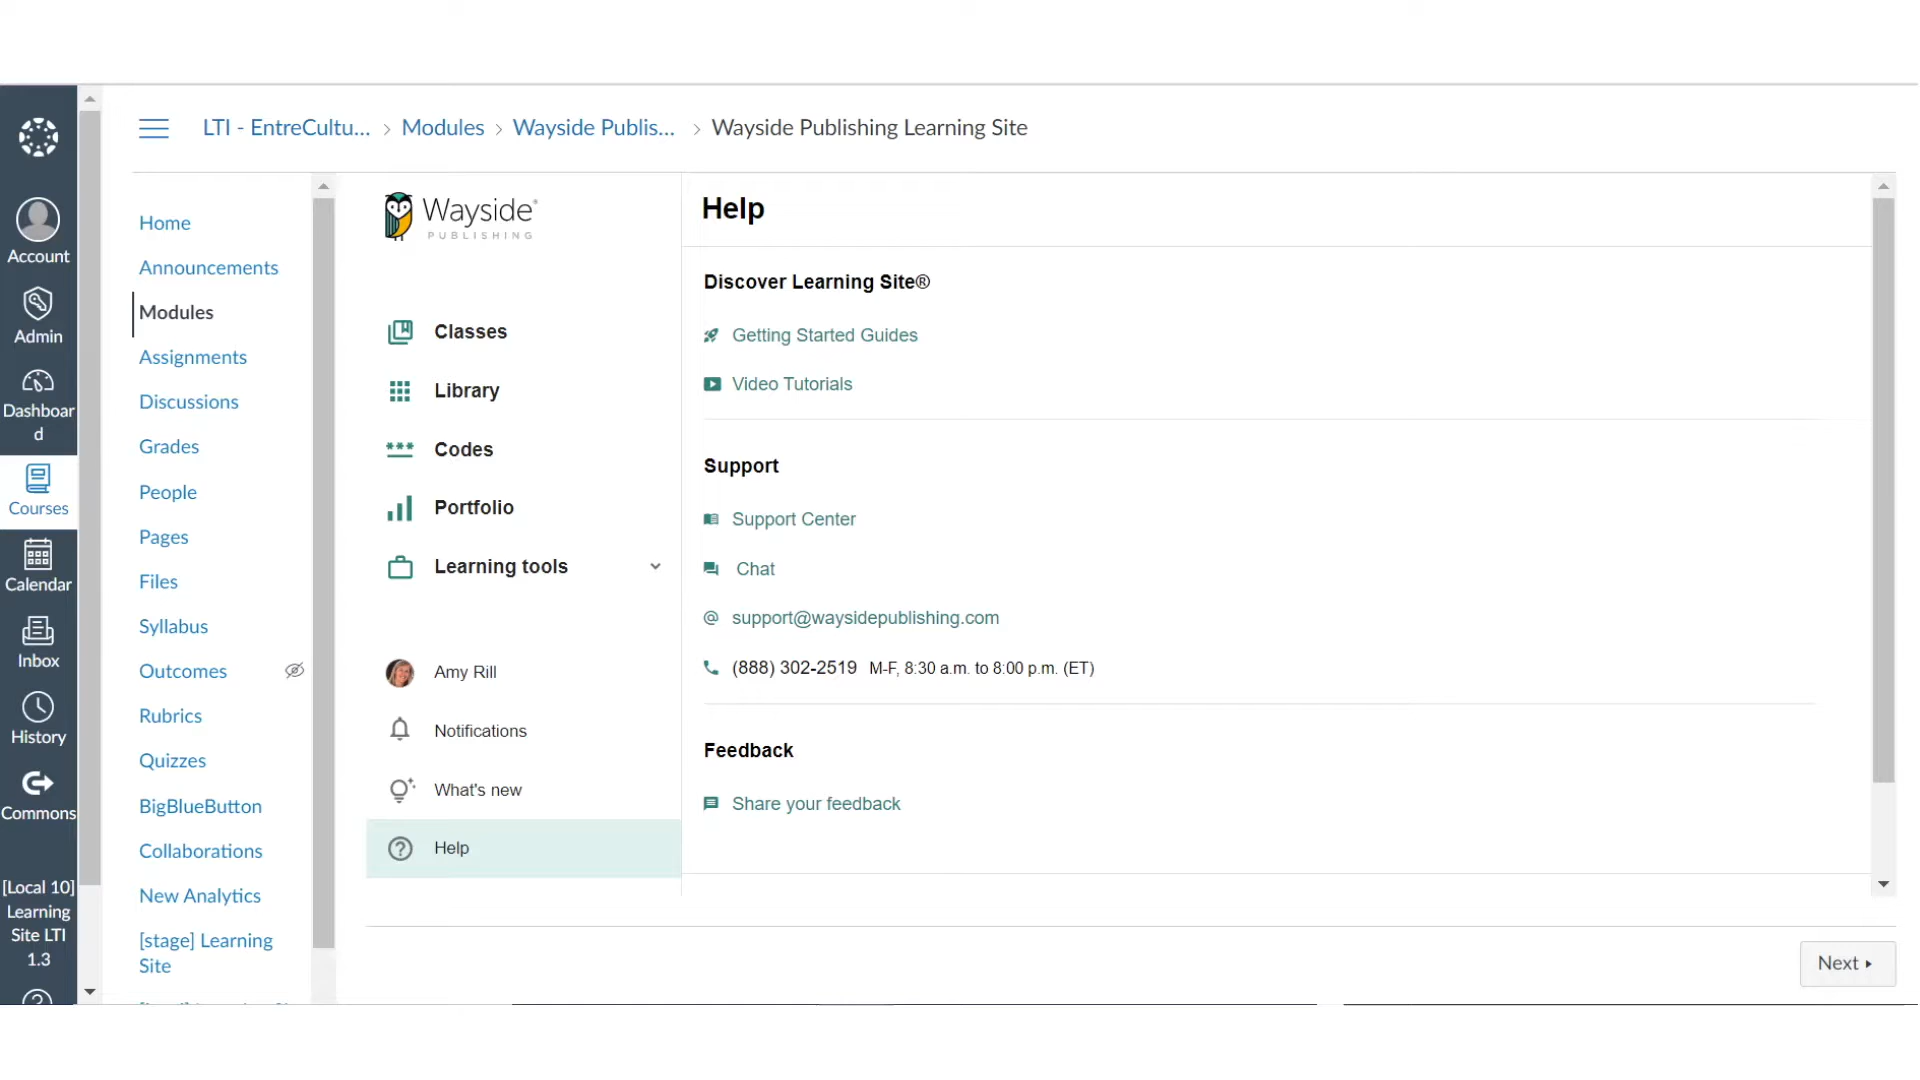 LTI - EntreCultu... > Modules > Wayside Publis... > Wayside Publishing Learning Site
Account
Admin
Dashboar
d
Courses
Calendar
Inbox
History
Commons
[Local 10]
Learning
Site LTI
1.3
Home
Announcements
Modules
Assignments
Discussions
Grades
People
Pages
Files
Syllabus
Outcomes
Rubrics
Quizzes
BigBlueButton
Collaborations
New Analytics
[stage] Learning
Site
Wayside®
PUBLISHING
Classes
Library
Codes
Portfolio
Learning tools
Amy Rill
Notifications
What's new
Help
Help
Discover Learning Site®
Getting Started Guides
Video Tutorials
Support
Support Center
Chat
support@waysidepublishing.com
(888) 302-2519 M-F, 8:30 a.m. to 8:00 p.m. (ET)
Feedback
Share your feedback
Next